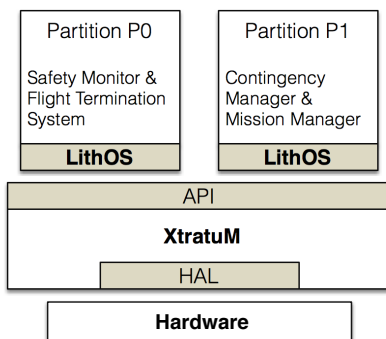 Partition P0
Safety Monitor &
Flight Termination
System
LithOS
Partition P1
Contingency
Manager &
Mission Manager
LithOS
API
XtratuM
HAL
Hardware